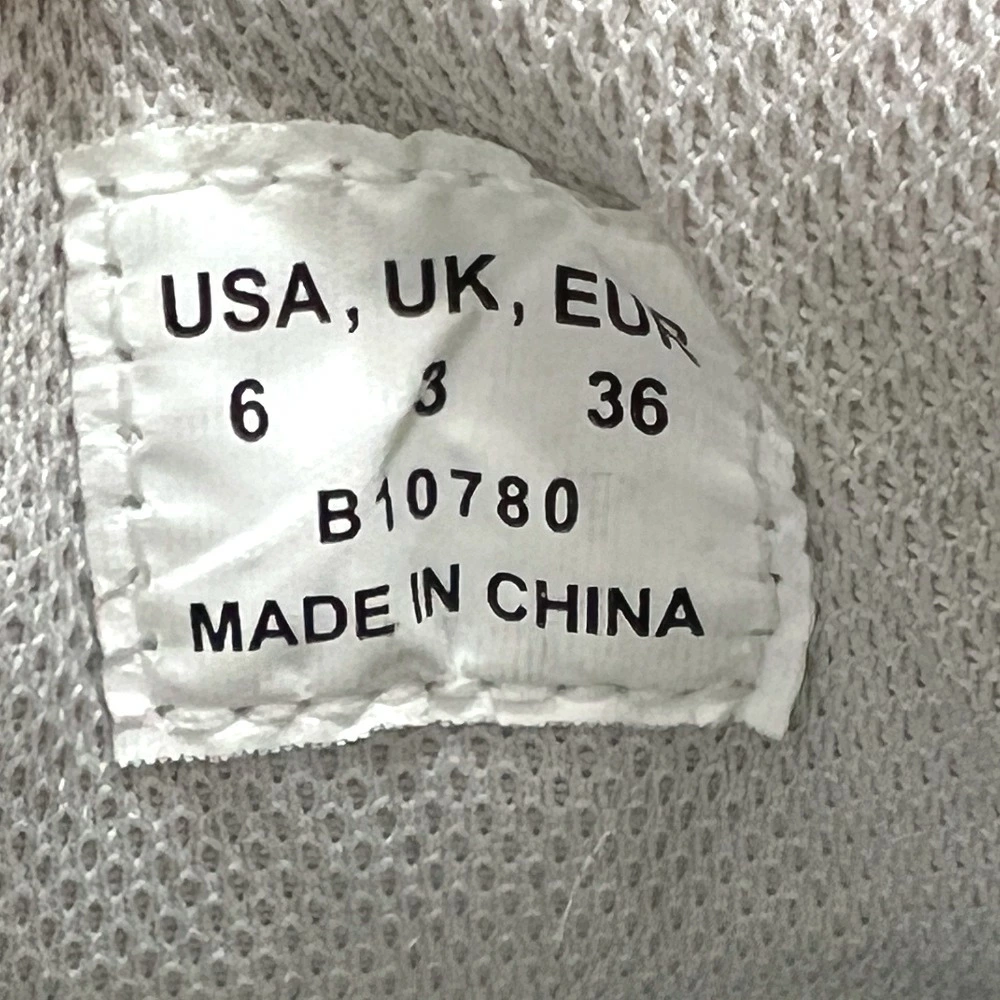 USA, UK, EUR
6 3 36
B10780
MADE IN CHINA